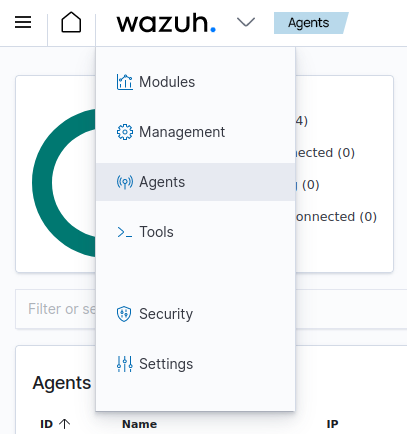 wazuh. Agents
Modules
4)
Management
nected (0)
Agents
(0)
onnected (0)
Tools
Filter or se
Security
Settings
Agents
ID Name IP